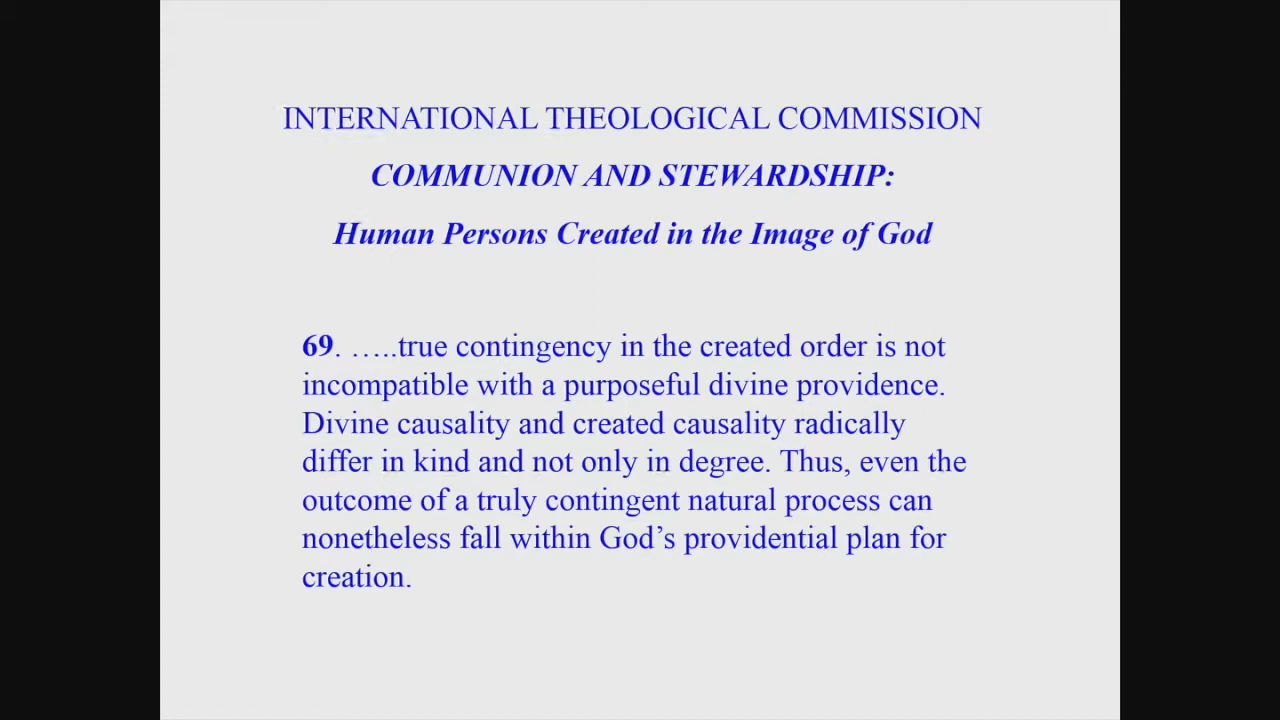 INTERNATIONAL THEOLOGICAL COMMISSION
COMMUNION AND STEWARDSHIP:
Human Persons Created in the Image of God
69. …..true contingency in the created order is not
incompatible with a purposeful divine providence.
Divine causality and created causality radically
differ in kind and not only in degree. Thus, even the
outcome of a truly contingent natural process can
nonetheless fall within God’s providential plan for
creation.